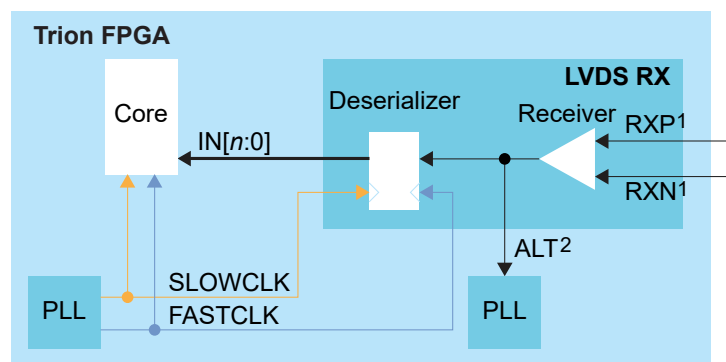 Trion FPGA
LVDS RX
Deserializer
Core
Receiver
RXP1
IN[n:0]
RXN1
ALT2
SLOWCLK
PLL
PLL
FASTCLK